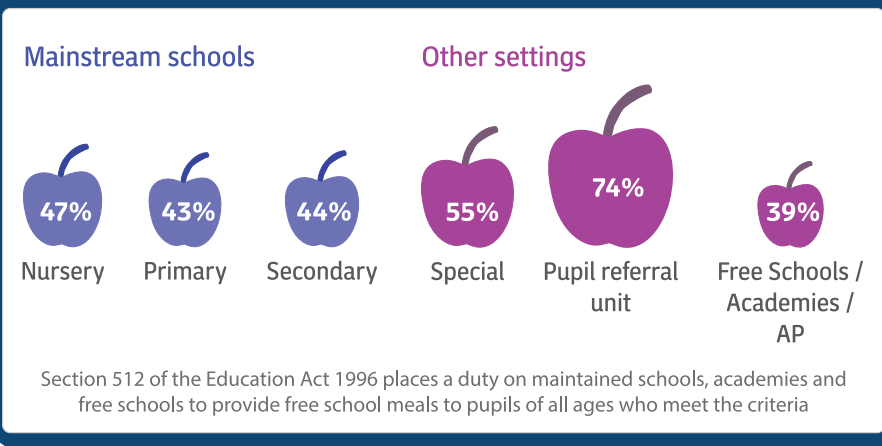 Mainstream schools
Other settings
47%
43%
44%
55%
74%
39%
Nursery
Primary
Secondary
Special
Pupil referral
unit
Free Schools /
Academies /
AP
Section 512 of the Education Act 1996 places a duty on maintained schools, academies and
free schools to provide free school meals to pupils of all ages who meet the criteria